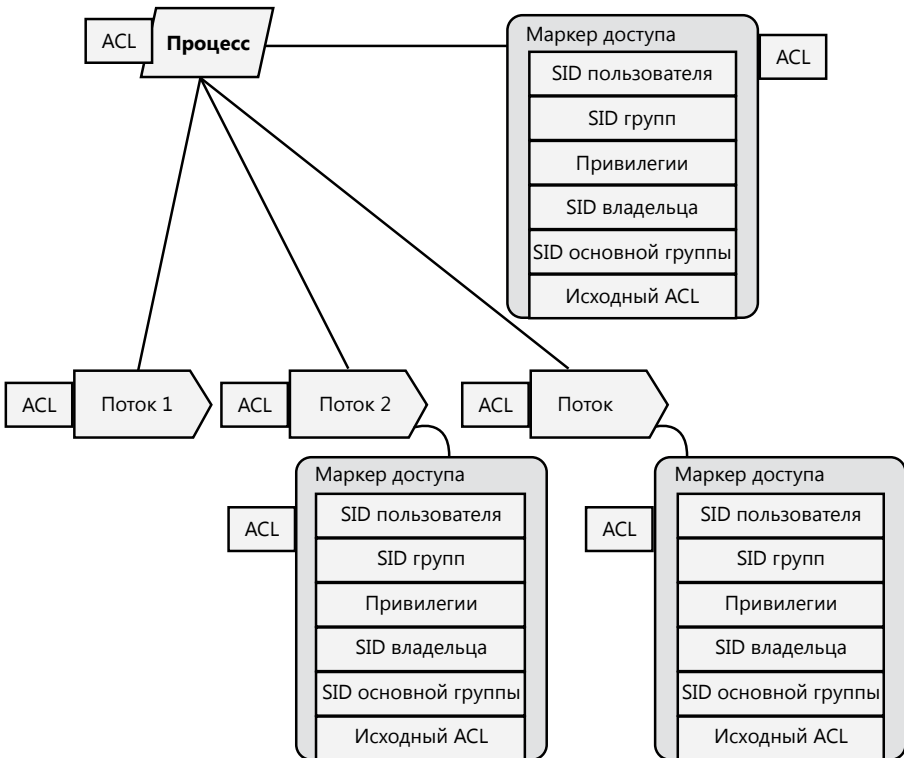 ACL
Процесс
Маркер доступа
ACL
SID пользователя
SID групп
Привилегии
SID владельца
SID основной группы
Исходный ACL
ACL
Поток 1
ACL
Поток 2
ACL
Поток
Маркер доступа
ACL
SID пользователя
SID групп
Привилегии
SID владельца
SID основной группы
Исходный ACL
Маркер доступа
ACL
SID пользователя
SID групп
Привилегии
SID владельца
SID основной группы
Исходный ACL